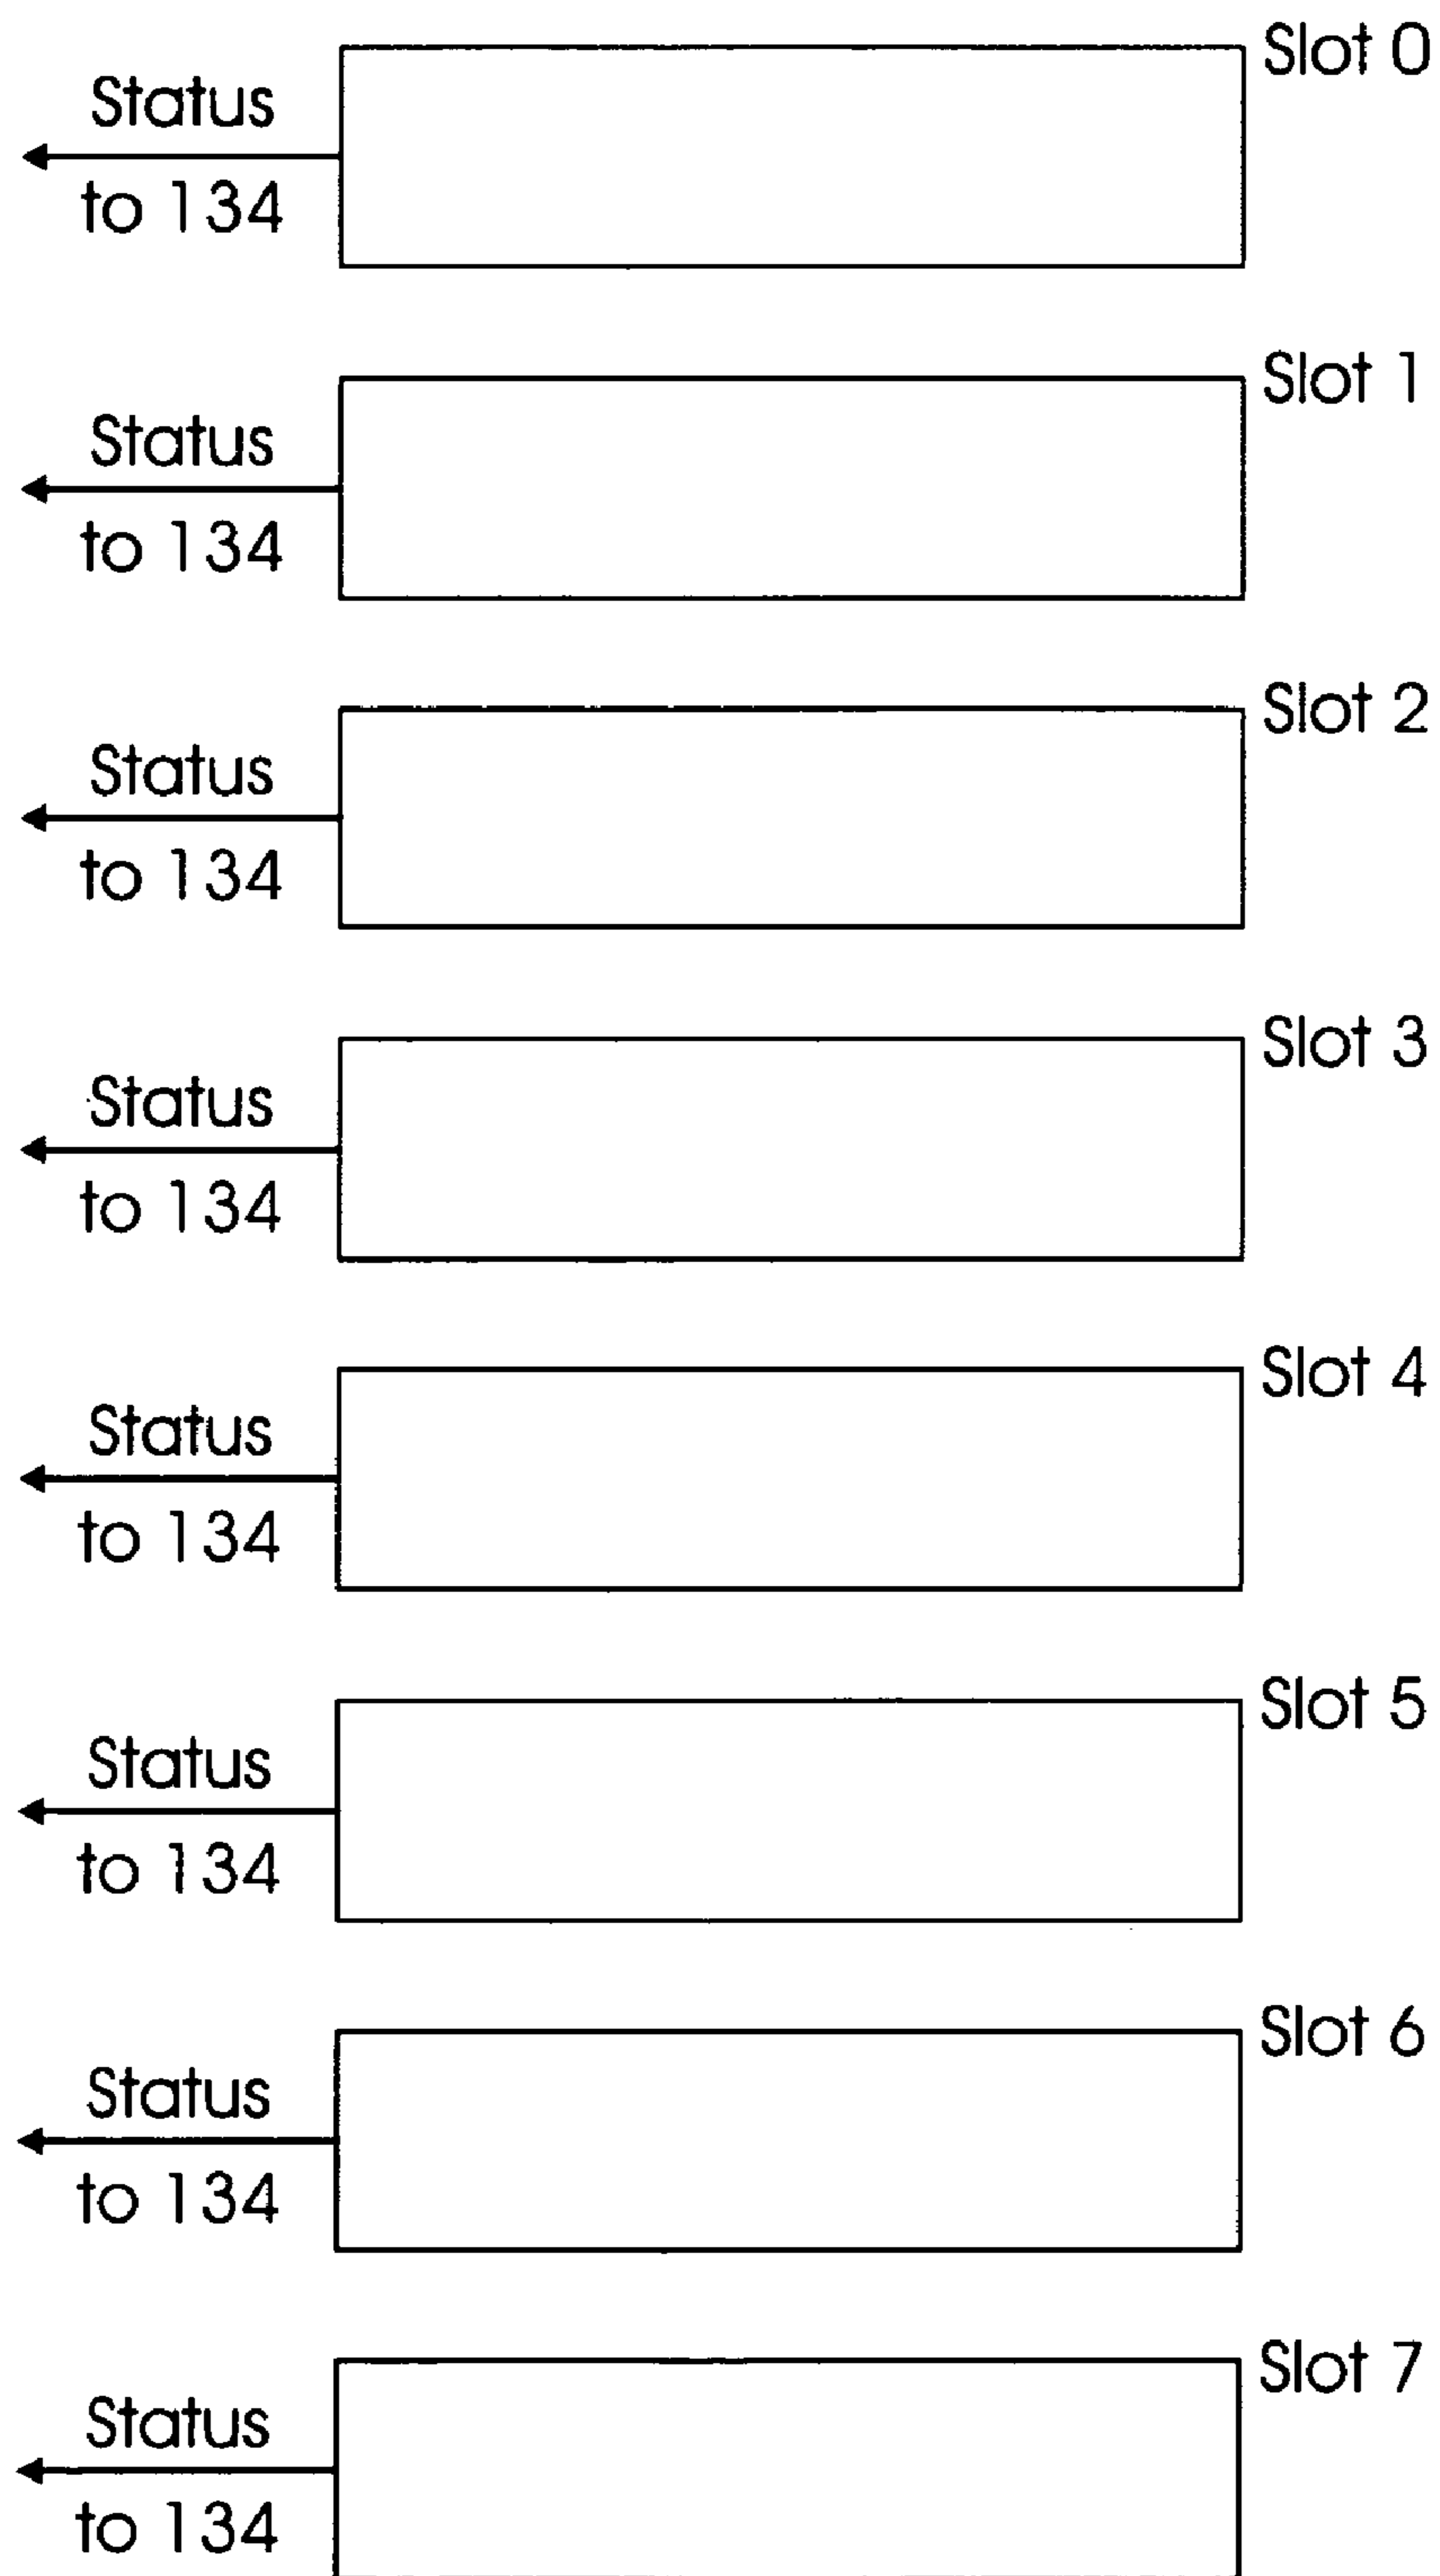 Slot 0
Status
to 134
Slot 1
Status
to 134
Slot 2
Status
to 134
Slot 3
Status
to 134
Slot 4
Status
to 134
Slot 5
Status
to 134
Slot 6
Status
to 134
Slot 7
Status
to 134